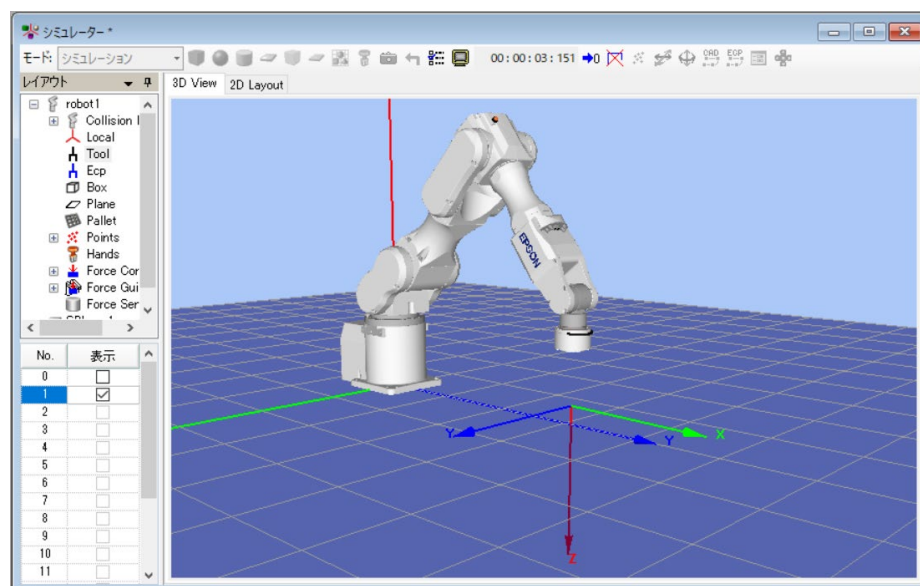 シミュレーター *
モード: シミュレーション
00:00:03:151
CAD
ECP
レイアウト
3D View
2D Layout
robot1
Collision
Local
Tool
Ecp
Box
Plane
Pallet
Points
Hands
Force Cor
Force Gui
Force Ser
EPSON
No. 表示
0
1
2
3
4
5
6
7
8
9
10
11
Y
Y
X
Z